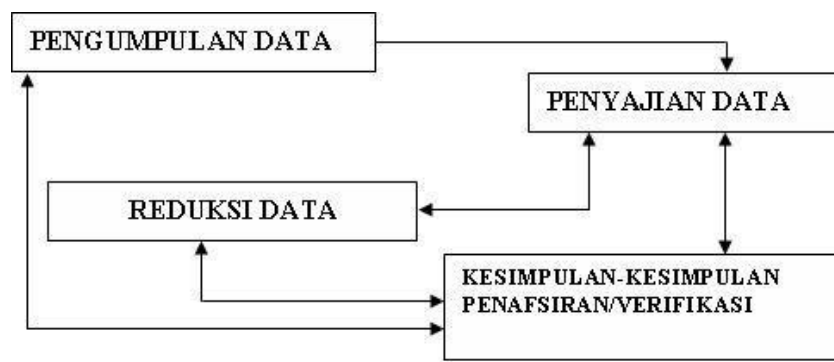 PENGUMPULAN DATA
PENYAJIAN DATA
REDUKSI DATA
KESIMPULAN-KESIMPULAN
PENAFSIRAN/VERIFIKASI